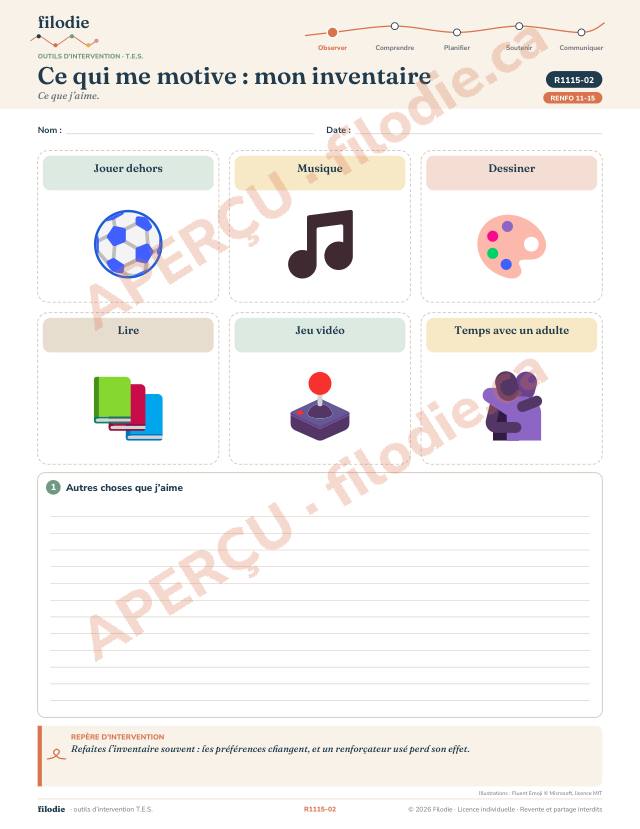 filodie
OUTILS D'INTERVENTION · T.E.S.
Observer Comprendre Planifier Soutenir Communiquer
Ce qui me motive : mon inventaire
Ce que j'aime.
R1115-02
RENFO 11-15
Nom : Date :
Jouer dehors Musique Dessiner
Lire Jeu vidéo Temps avec un adulte
1 Autres choses que j'aime
APERÇU · filodie.ca
APERÇU · filodie.ca
REPÈRE D'INTERVENTION
Refaites l'inventaire souvent : les préférences changent, et un renforçateur usé perd son effet.
Illustrations : Fluent Emoji © Microsoft, licence MIT
filodie · outils d'intervention T.E.S. R1115-02 © 2026 Filodie · Licence individuelle · Revente et partage interdits